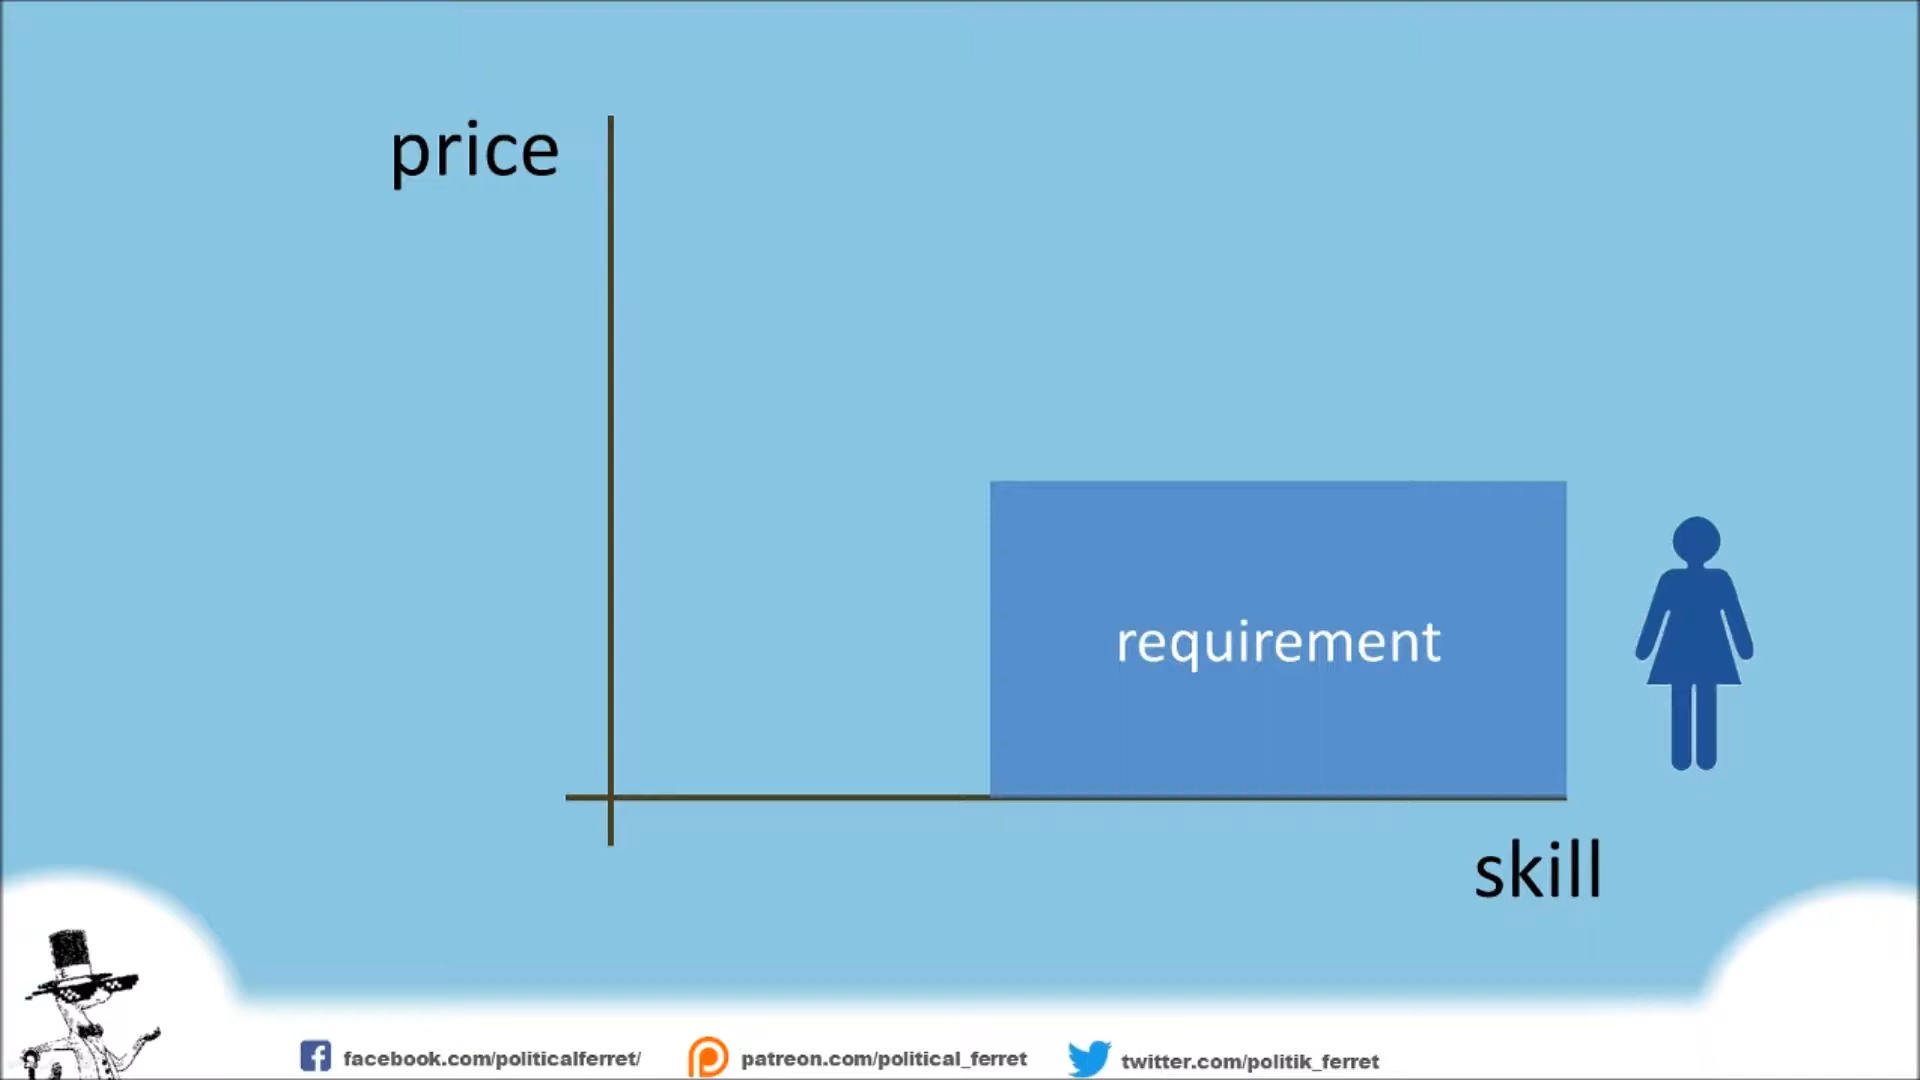 price
requirement
skill
facebook.com/politicalferret/
patreon.com/political_ferret
twitter.com/politik_ferret